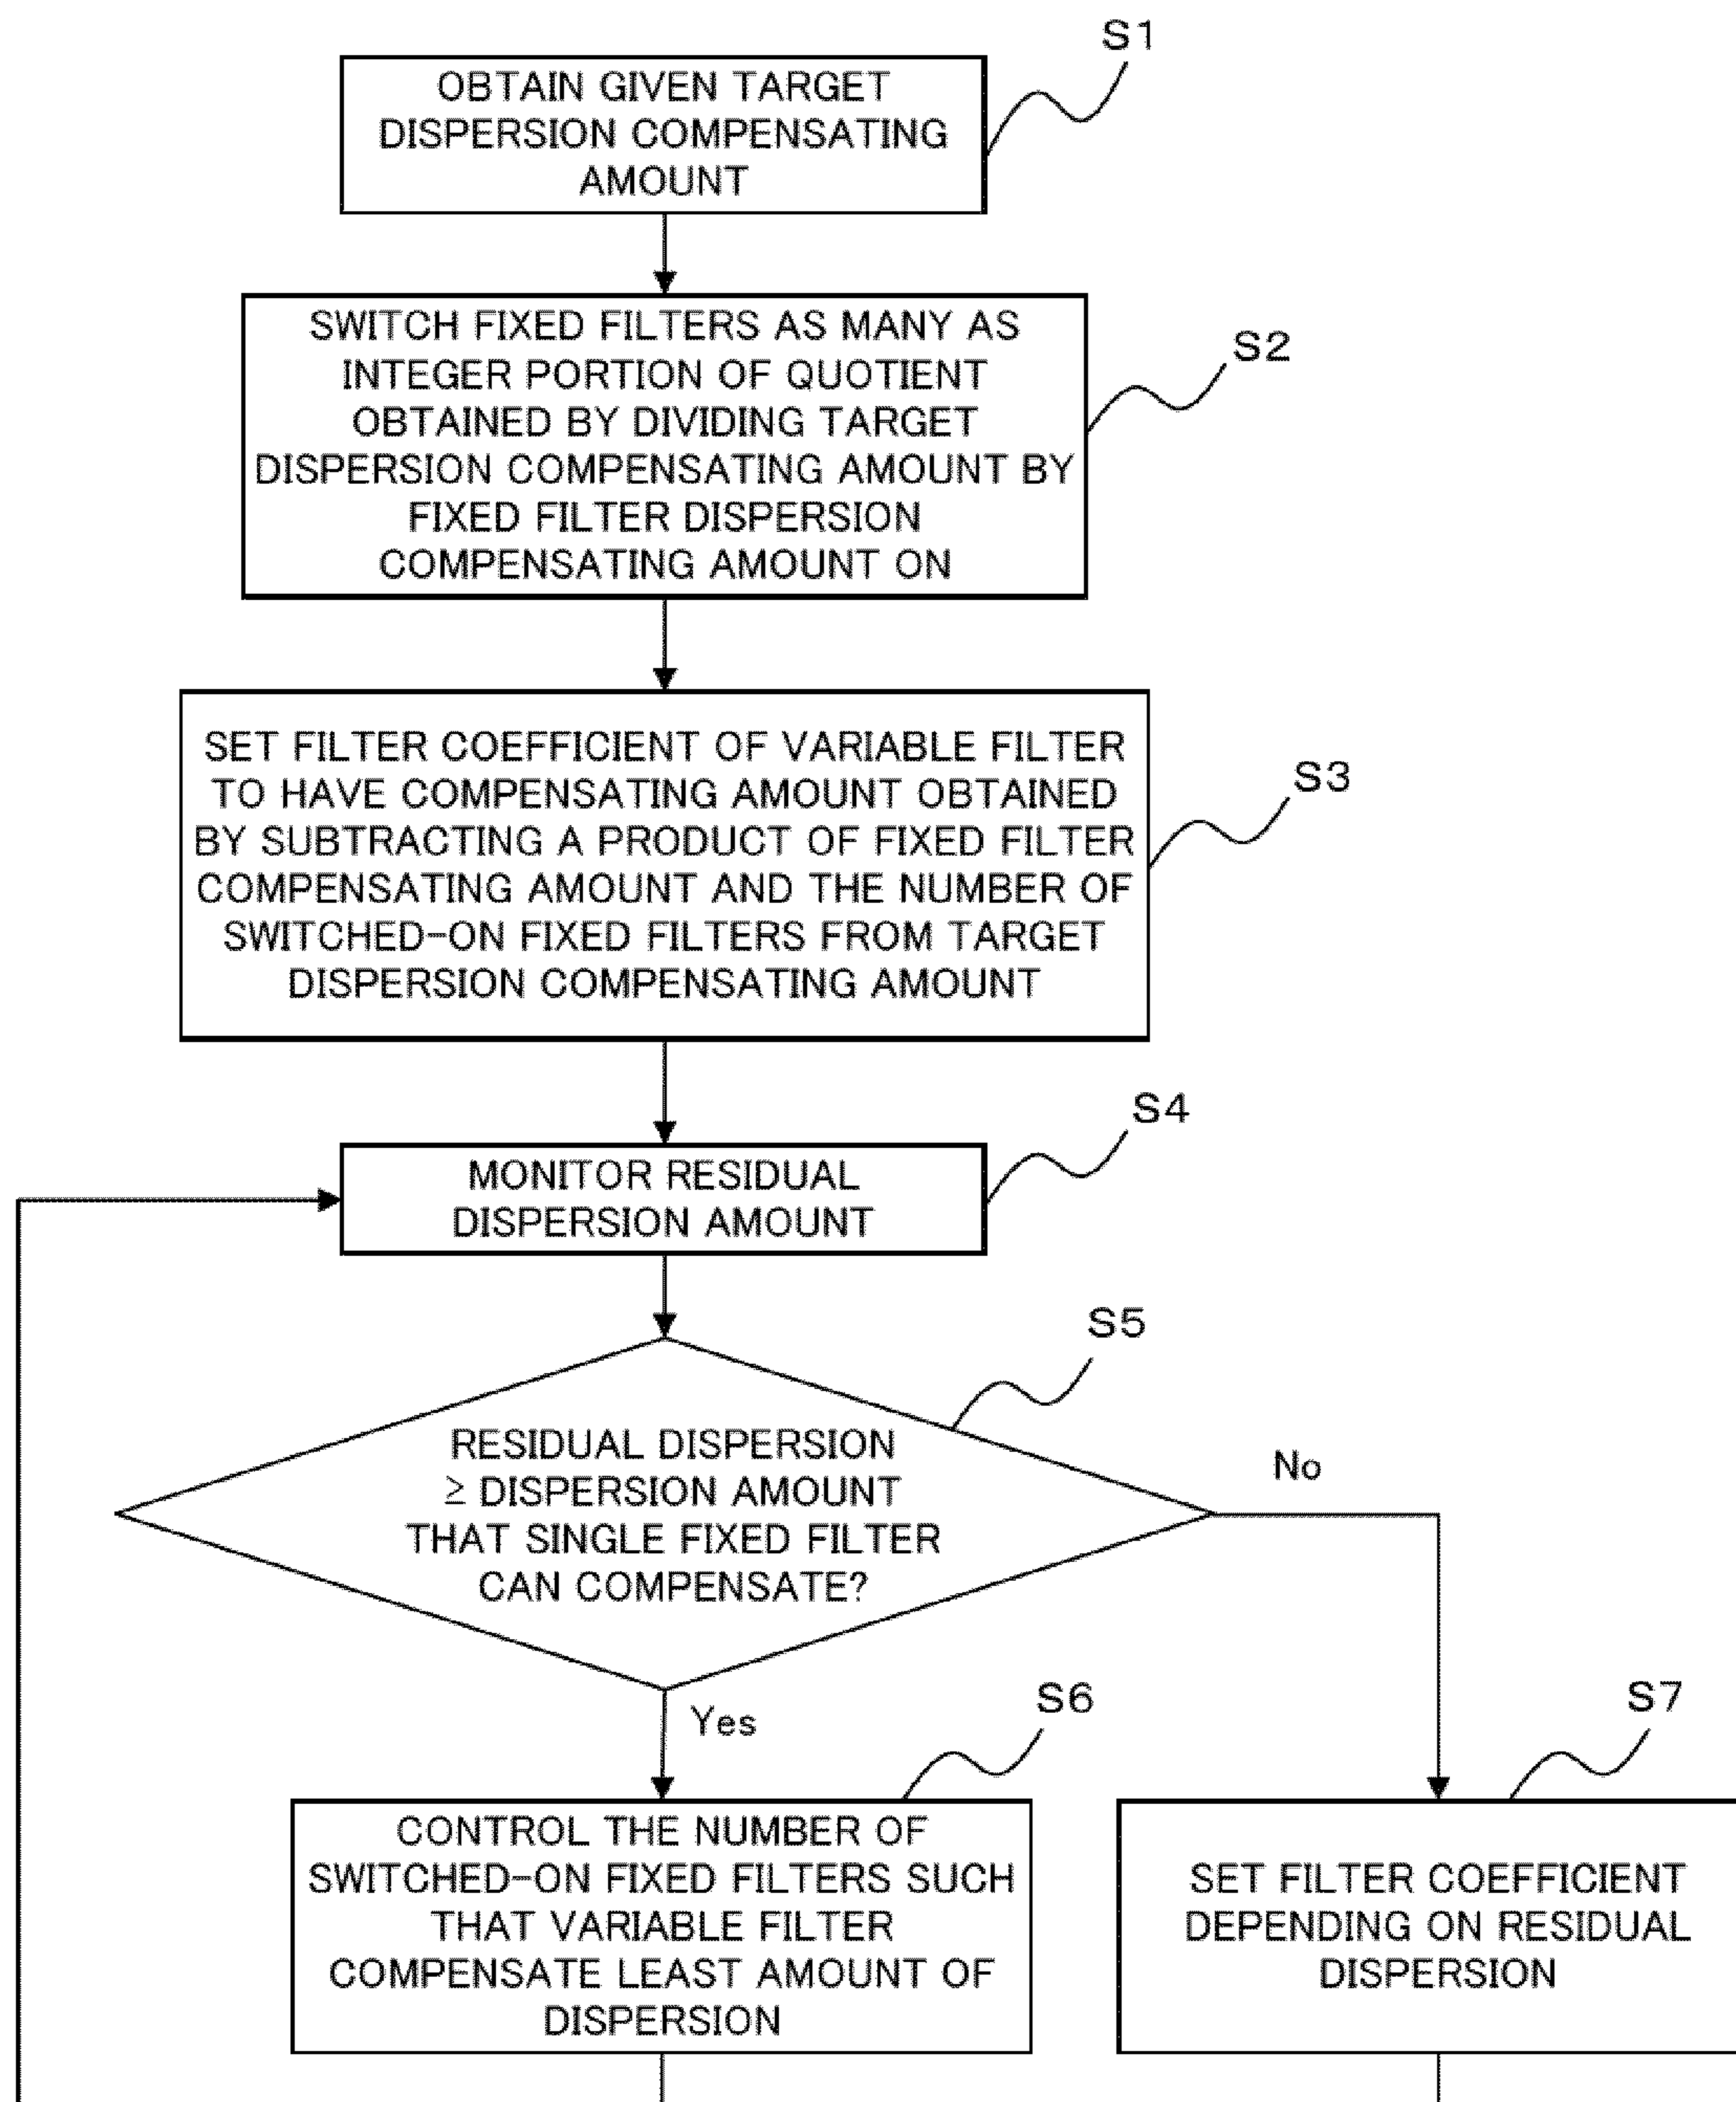 S1
OBTAIN GIVEN TARGET
DISPERSION COMPENSATING
AMOUNT
S2
SWITCH FIXED FILTERS AS MANY AS
INTEGER PORTION OF QUOTIENT
OBTAINED BY DIVIDING TARGET
DISPERSION COMPENSATING AMOUNT BY
FIXED FILTER DISPERSION
COMPENSATING AMOUNT ON
S3
SET FILTER COEFFICIENT OF VARIABLE FILTER
TO HAVE COMPENSATING AMOUNT OBTAINED
BY SUBTRACTING A PRODUCT OF FIXED FILTER
COMPENSATING AMOUNT AND THE NUMBER OF
SWITCHED-ON FIXED FILTERS FROM TARGET
DISPERSION COMPENSATING AMOUNT
S4
MONITOR RESIDUAL
DISPERSION AMOUNT
S5
RESIDUAL DISPERSION
≥ DISPERSION AMOUNT
THAT SINGLE FIXED FILTER
CAN COMPENSATE?
No
Yes
S6
CONTROL THE NUMBER OF
SWITCHED-ON FIXED FILTERS SUCH
THAT VARIABLE FILTER
COMPENSATE LEAST AMOUNT OF
DISPERSION
S7
SET FILTER COEFFICIENT
DEPENDING ON RESIDUAL
DISPERSION